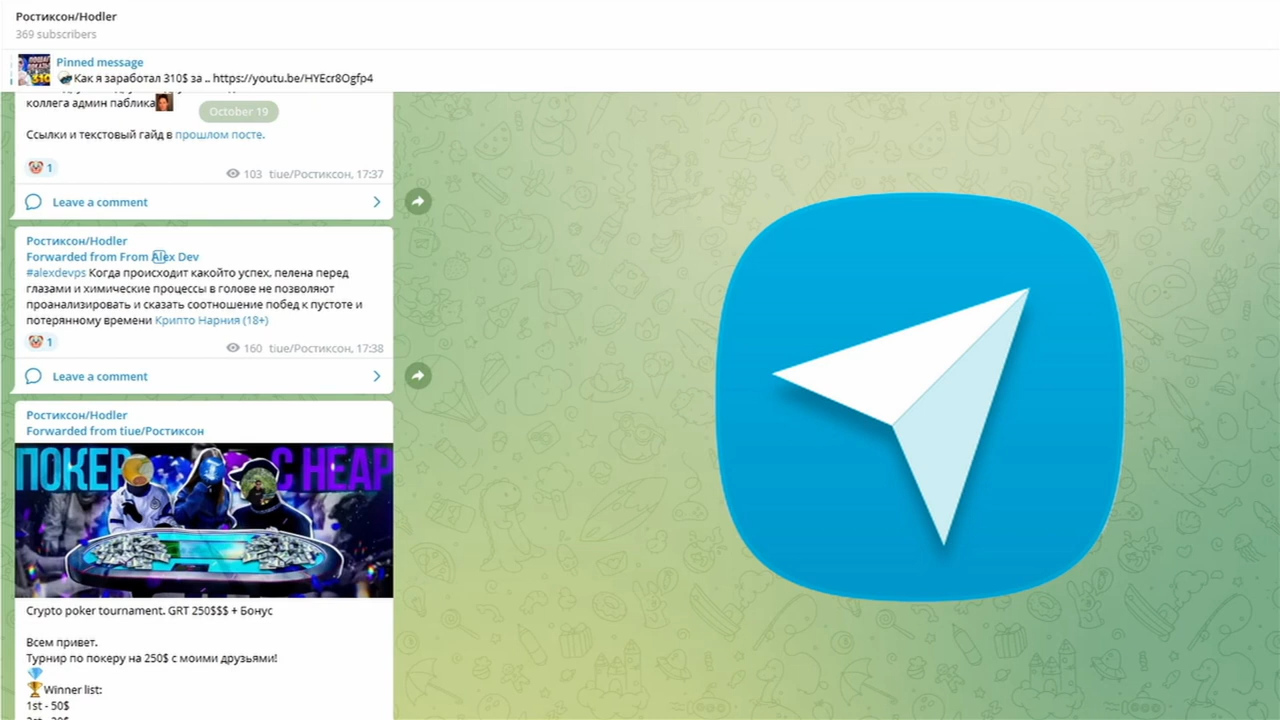 Ростиксон/Hodler
369 subscribers
Pinned message
Как я заработал 310$ за .. https://youtu.be/HYEcr8Ogfp4
коллега админ паблика
October 19
Ссылки и текстовый гайд в прошлом посте.
1
103 tiue/Ростиксон, 17:37
Leave a comment
Ростиксон/Hodler
Forwarded from From Alex Dev
#alexdevps Когда происходит какойто успех, пелена перед
глазами и химические процессы в голове не позволяют
проанализировать и сказать соотношение побед к пустоте и
потерянному времени Крипто Нарния (18+)
1
160 tiue/Ростиксон, 17:38
Leave a comment
Ростиксон/Hodler
Forwarded from tiue/Ростиксон
ПОКЕР С НЕАР
Crypto poker tournament. GRT 250$$$ + Бонус
Всем привет.
Турнир по покеру на 250$ с моими друзьями!
Winner list:
1st - 50$